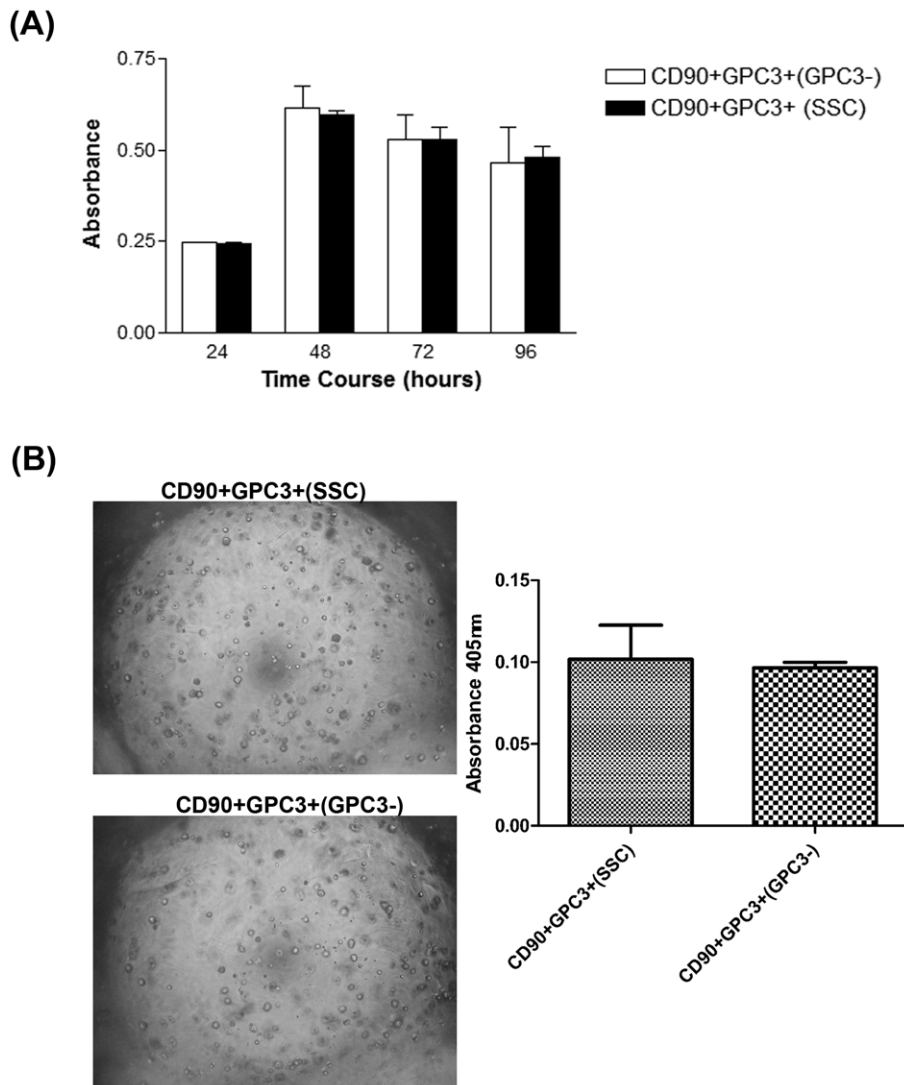 (A)
0.75
0.50
0.25
0.00
Absorbance
24 48 72 96
Time Course (hours)
CD90+GPC3+(GPC3-)
CD90+GPC3+ (SSC)
(B)
CD90+GPC3+(SSC)
CD90+GPC3+(GPC3-)
0.15
0.10
0.05
0.00
Absorbance 405nm
CD90+GPC3+(SSC)
CD90+GPC3+(GPC3-)